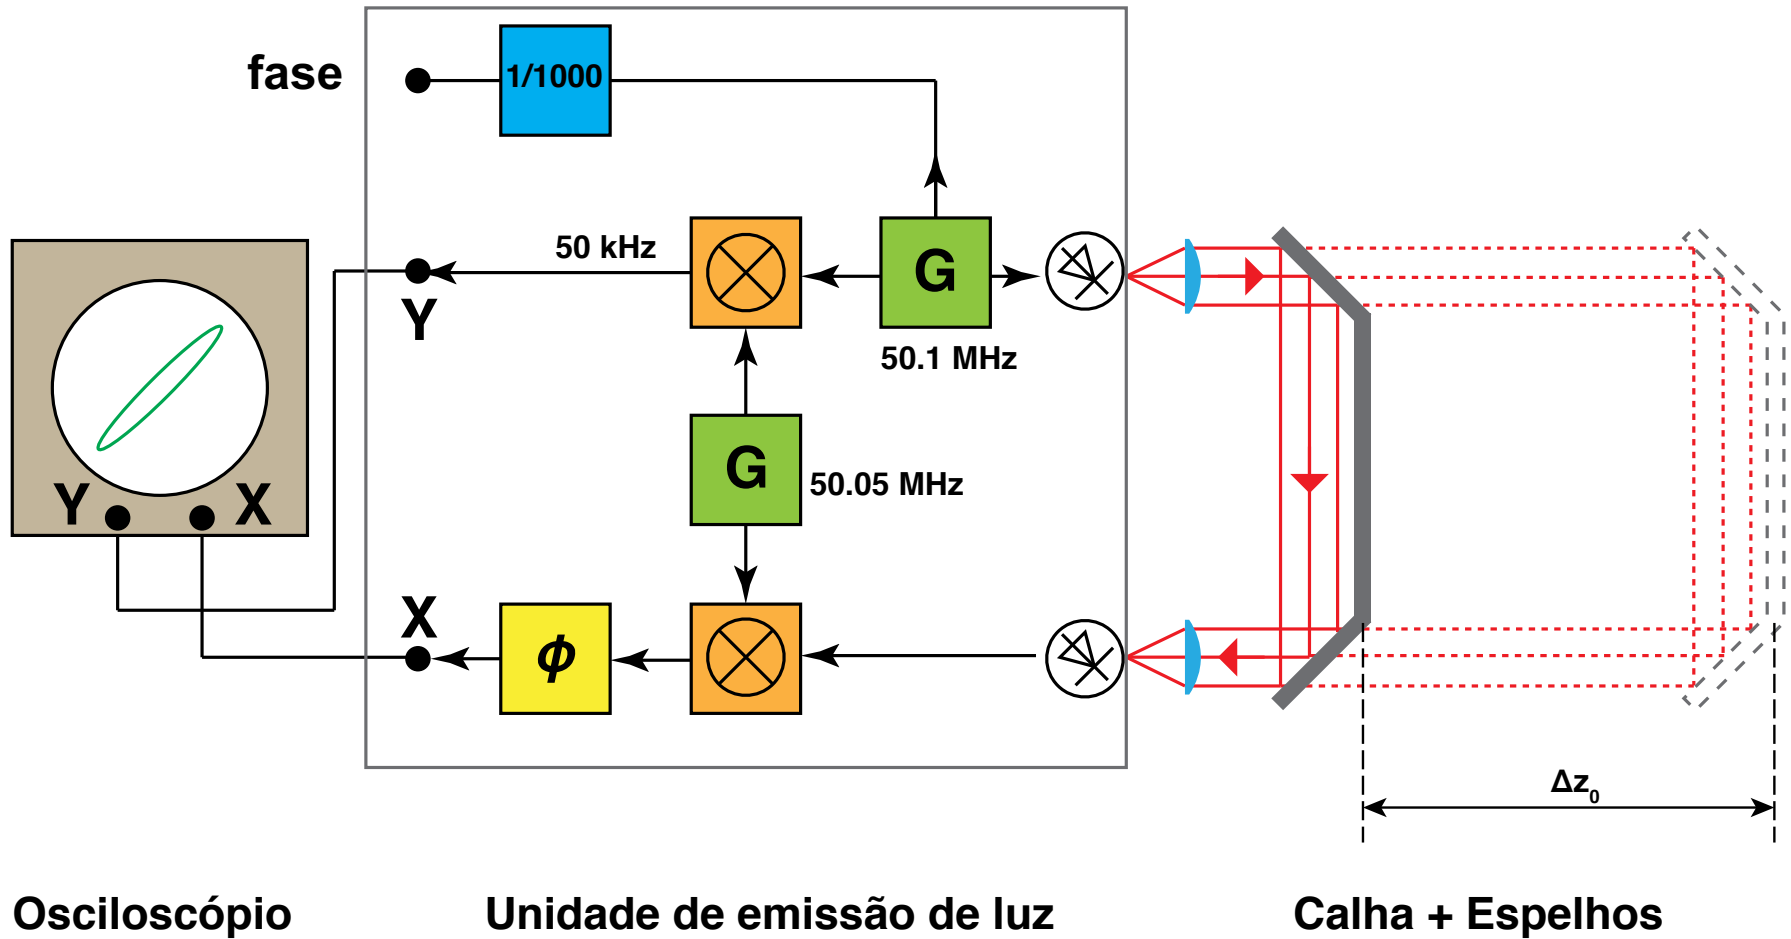 fase
1/1000
50 kHz
G
Y
50.1 MHz
G
50.05 MHz
Y X
X
ϕ
Δz₀
Osciloscópio
Unidade de emissão de luz
Calha + Espelhos